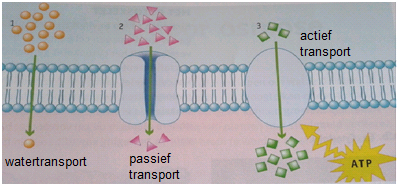 1
2
3
actief
transport
watertransport
passief
transport
ATP